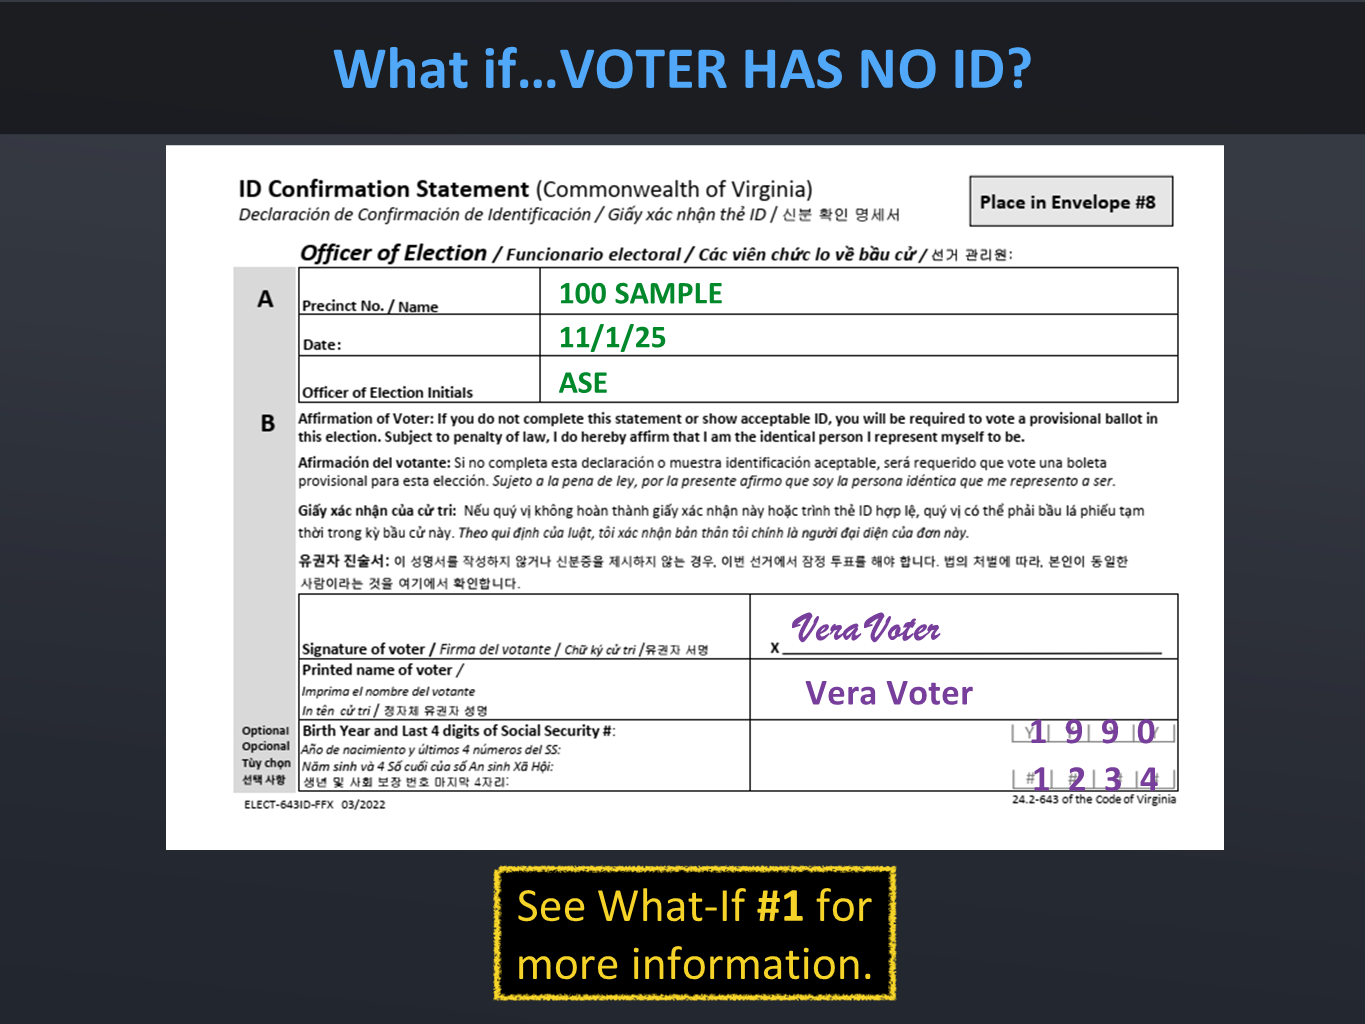 What if...VOTER HAS NO ID?
ID Confirmation Statement (Commonwealth of Virginia)
Declaración de Confirmación de Identificación / Giấy xác nhận thẻ ID / 신분 확인 명세서
Place in Envelope #8
Officer of Election / Funcionario electoral / Các viên chức lo về bầu cử / 선거 관리원:
A
Precinct No. / Name
100 SAMPLE
Date:
11/1/25
Officer of Election Initials
ASE
B
Affirmation of Voter: If you do not complete this statement or show acceptable ID, you will be required to vote a provisional ballot in
this election. Subject to penalty of law, I do hereby affirm that I am the identical person I represent myself to be.
Afirmación del votante: Si no completa esta declaración o muestra identificación aceptable, será requerido que vote una boleta
provisional para esta elección. Sujeto a la pena de ley, por la presente afirmo que soy la persona idéntica que me represento a ser.
Giấy xác nhận của cử tri: Nếu quý vị không hoàn thành giấy xác nhận này hoặc trình thẻ ID hợp lệ, quý vị có thể phải bầu lá phiếu tạm
thời trong kỳ bầu cử này. Theo qui định của luật, tôi xác nhận bản thân tôi chính là người đại diện của đơn này.
유권자 진술서: 이 성명서를 작성하지 않거나 신분증을 제시하지 않는 경우, 이번 선거에서 잠정 투표를 해야 합니다. 법의 처벌에 따라, 본인이 동일한
사람이라는 것을 여기에서 확인합니다.
Signature of voter / Firma del votante / Chữ ký cử tri /유권자 서명
X Vera Voter
Printed name of voter /
Imprima el nombre del votante
In tên cử tri / 정자체 유권자 성명
Vera Voter
Optional
Opcional
Tùy chọn
선택 사항
Birth Year and Last 4 digits of Social Security #:
Año de nacimiento y últimos 4 números del SS:
Năm sinh và 4 Số cuối của số An sinh Xã Hội:
생년 및 사회 보장 번호 마지막 4자리:
1 9 9 0
1 2 3 4
ELECT-643ID-FFX 03/2022
24.2-643 of the Code of Virginia
See What-If #1 for
more information.